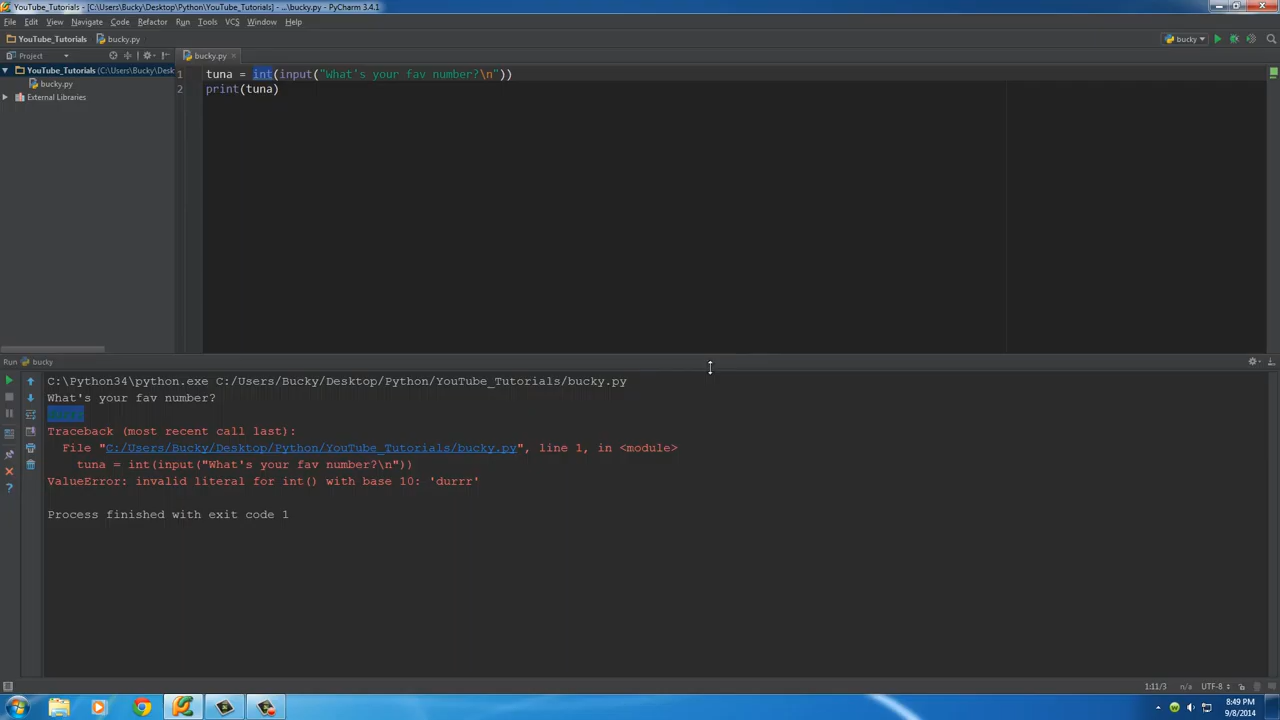 YouTube_Tutorials - [C:\Users\Bucky\Desktop\Python\YouTube_Tutorials] - ...\bucky.py - PyCharm 3.4.1
File Edit View Navigate Code Refactor Run Tools VCS Window Help
YouTube_Tutorials bucky.py bucky
Project bucky.py
YouTube_Tutorials (C:\Users\Bucky\Desk
bucky.py
External Libraries
1 tuna = int(input("What's your fav number?\n"))
2 print(tuna)
Run bucky
C:\Python34\python.exe C:/Users/Bucky/Desktop/Python/YouTube_Tutorials/bucky.py
What's your fav number?
durrr
Traceback (most recent call last):
File "C:/Users/Bucky/Desktop/Python/YouTube_Tutorials/bucky.py", line 1, in <module>
tuna = int(input("What's your fav number?\n"))
ValueError: invalid literal for int() with base 10: 'durrr'
Process finished with exit code 1
1:11/3 n/a UTF-8
8:49 PM
9/8/2014